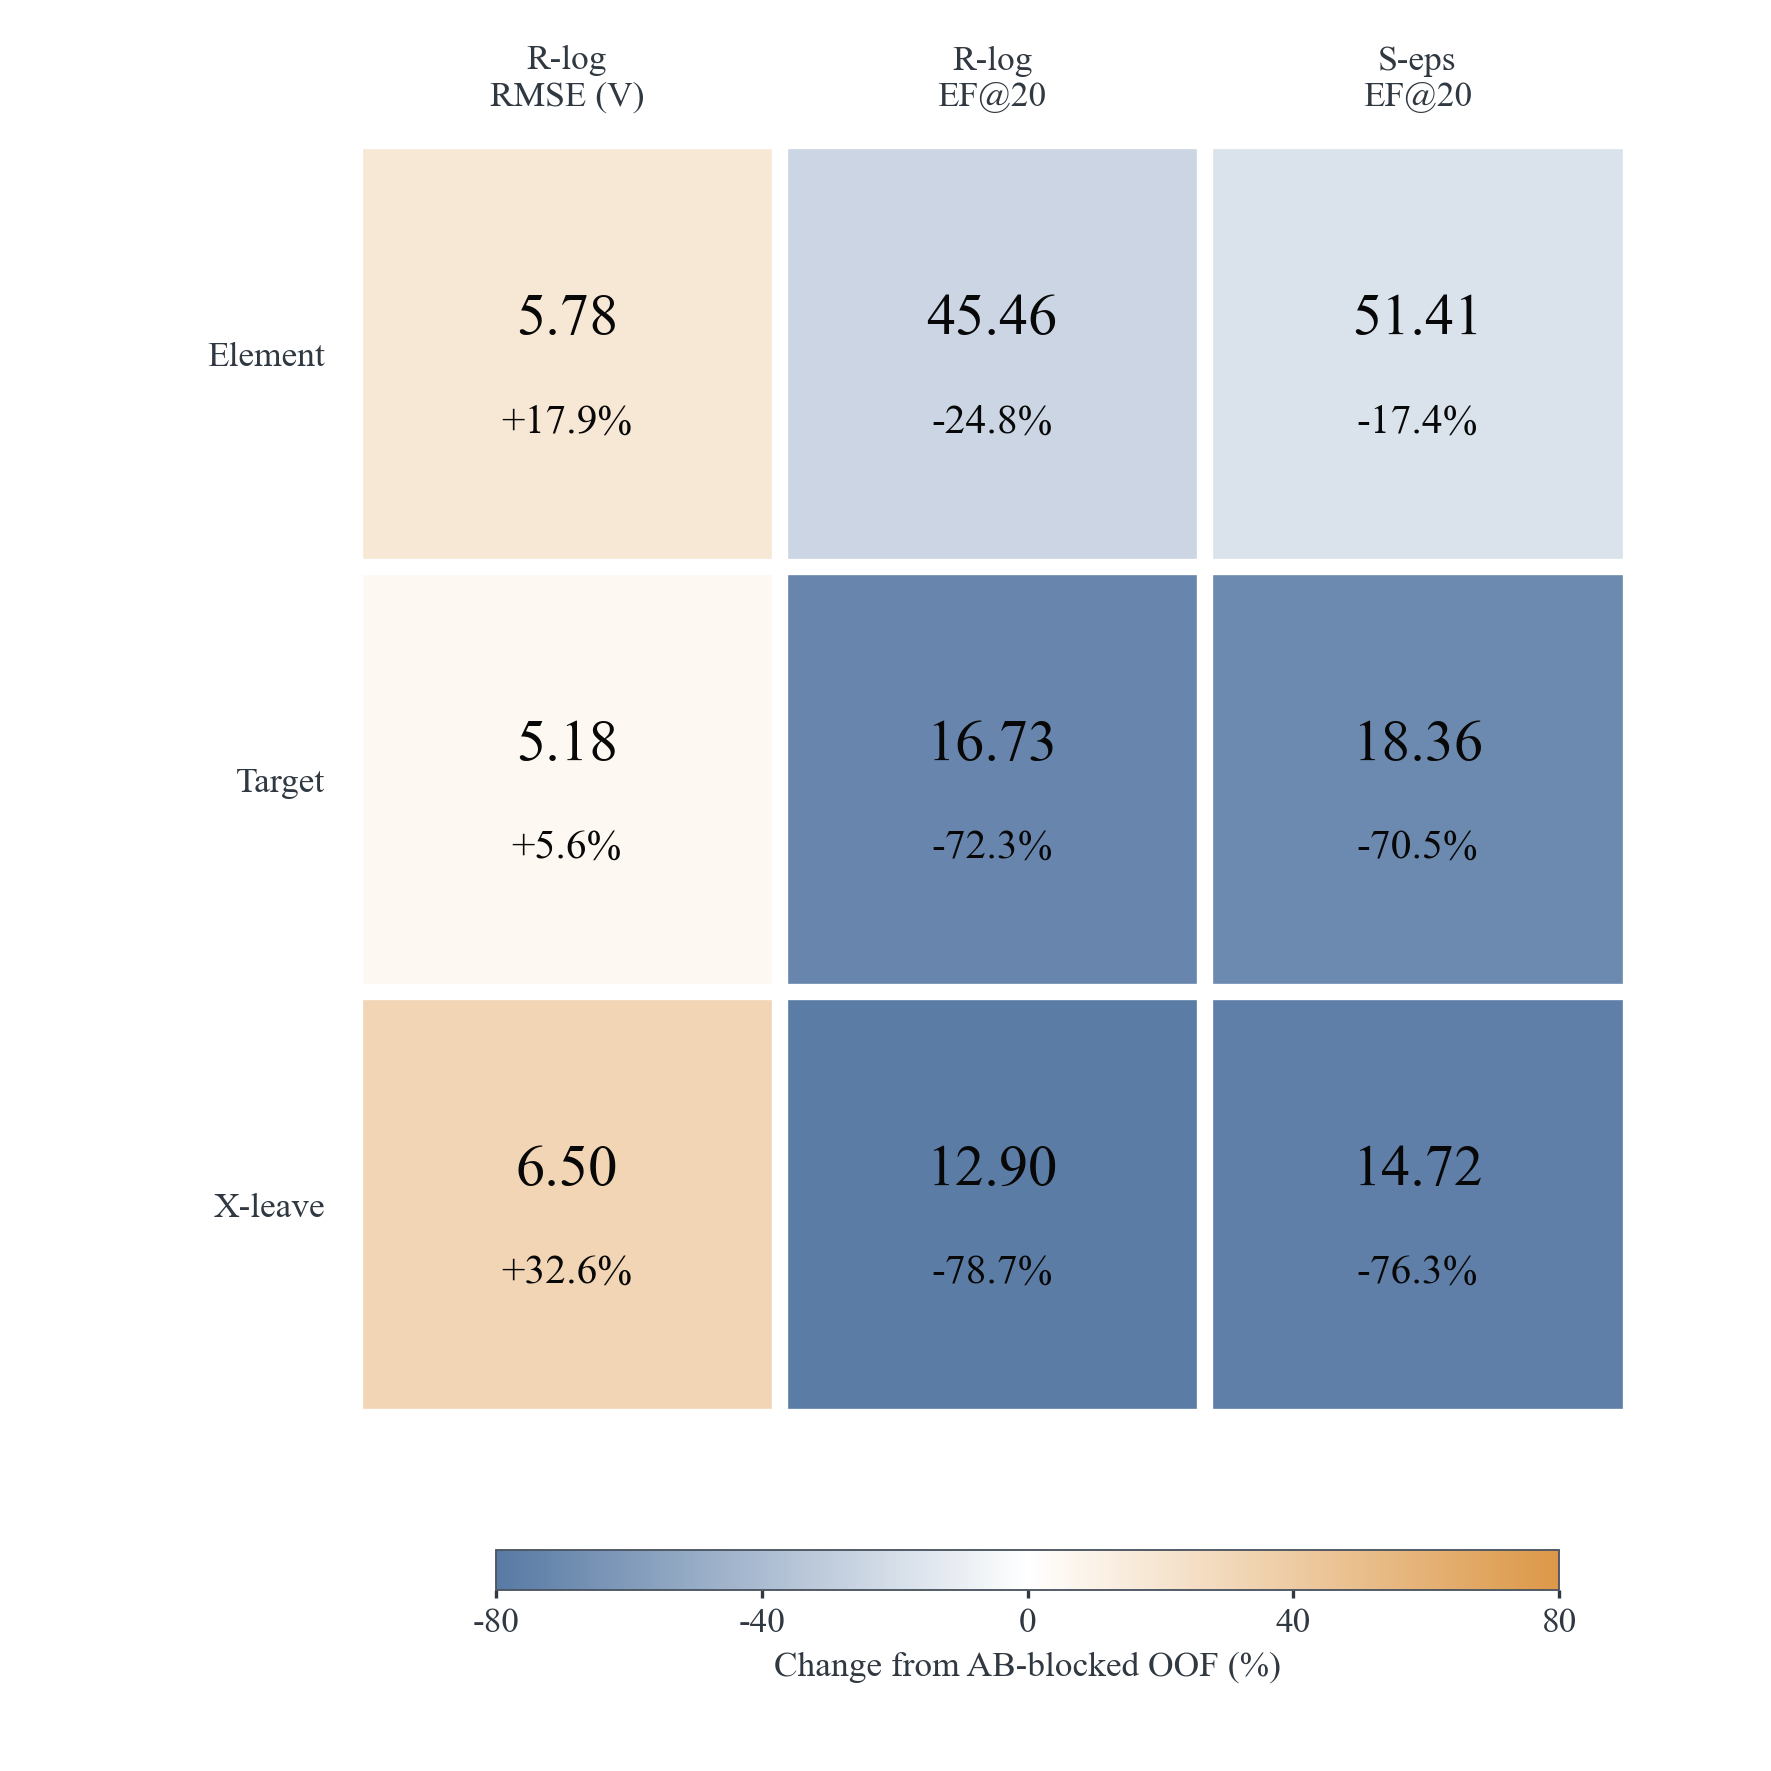 R-log
RMSE (V)
R-log
EF@20
S-eps
EF@20
Element
5.78
+17.9%
45.46
-24.8%
51.41
-17.4%
Target
5.18
+5.6%
16.73
-72.3%
18.36
-70.5%
X-leave
6.50
+32.6%
12.90
-78.7%
14.72
-76.3%
-80
-40
0
40
80
Change from AB-blocked OOF (%)